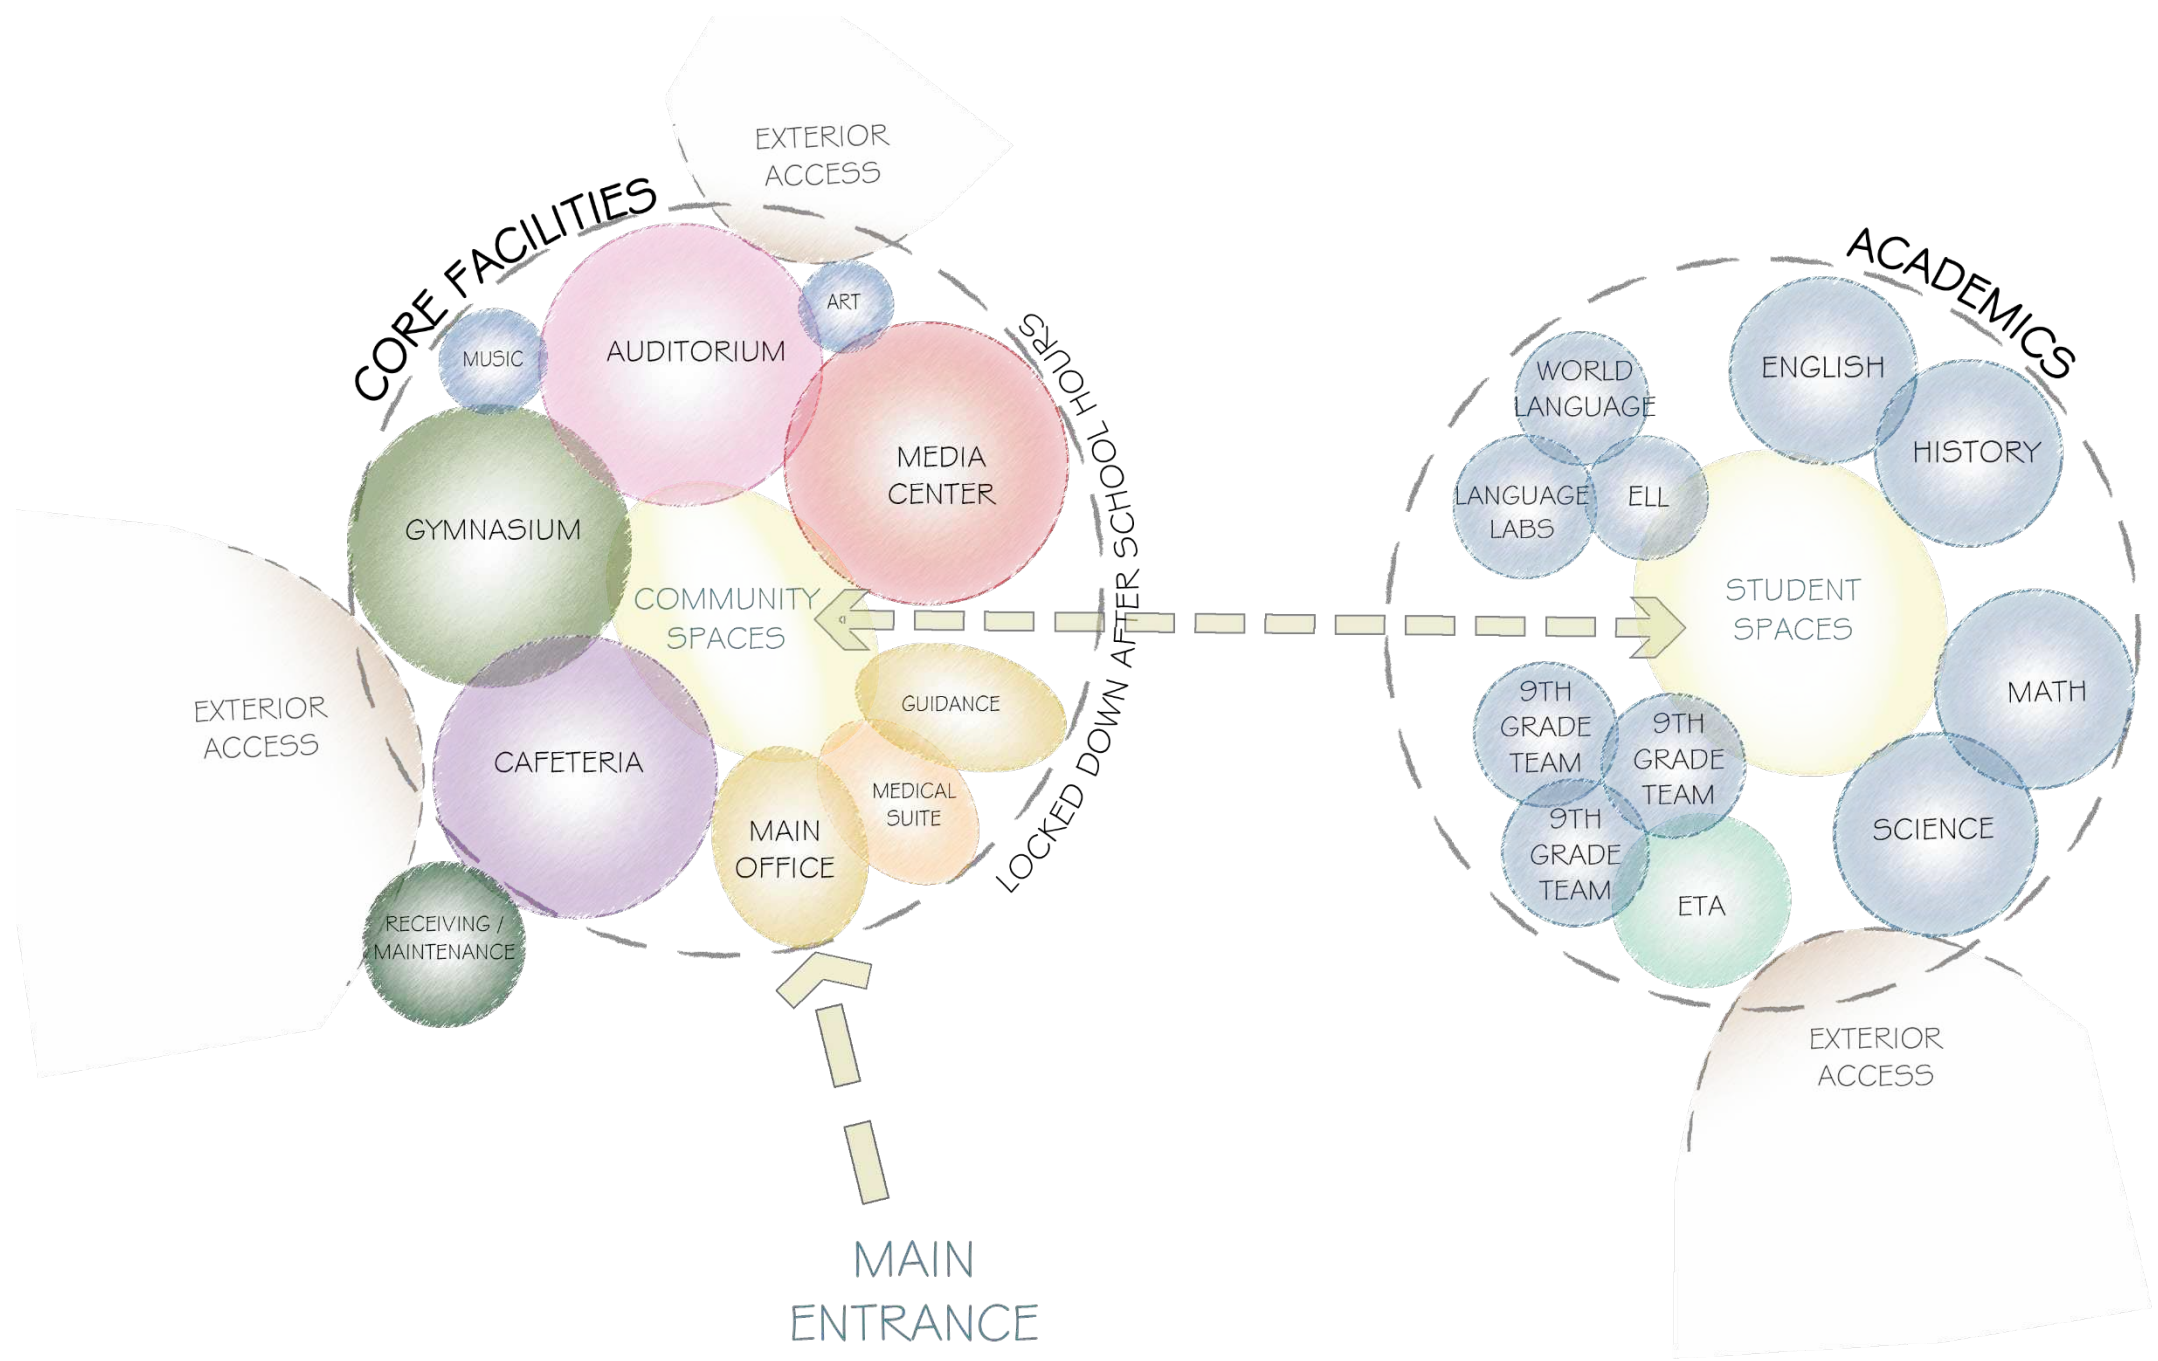 EXTERIOR
ACCESS
CORE FACILITIES
MUSIC
AUDITORIUM
ART
MEDIA
CENTER
GYMNASIUM
COMMUNITY
SPACES
GUIDANCE
MEDICAL
SUITE
MAIN
OFFICE
CAFETERIA
RECEIVING /
MAINTENANCE
EXTERIOR
ACCESS
LOCKED DOWN AFTER SCHOOL HOURS
MAIN
ENTRANCE
ACADEMICS
WORLD
LANGUAGE
LANGUAGE
LABS
ELL
ENGLISH
HISTORY
STUDENT
SPACES
MATH
SCIENCE
9TH
GRADE
TEAM
9TH
GRADE
TEAM
9TH
GRADE
TEAM
ETA
EXTERIOR
ACCESS